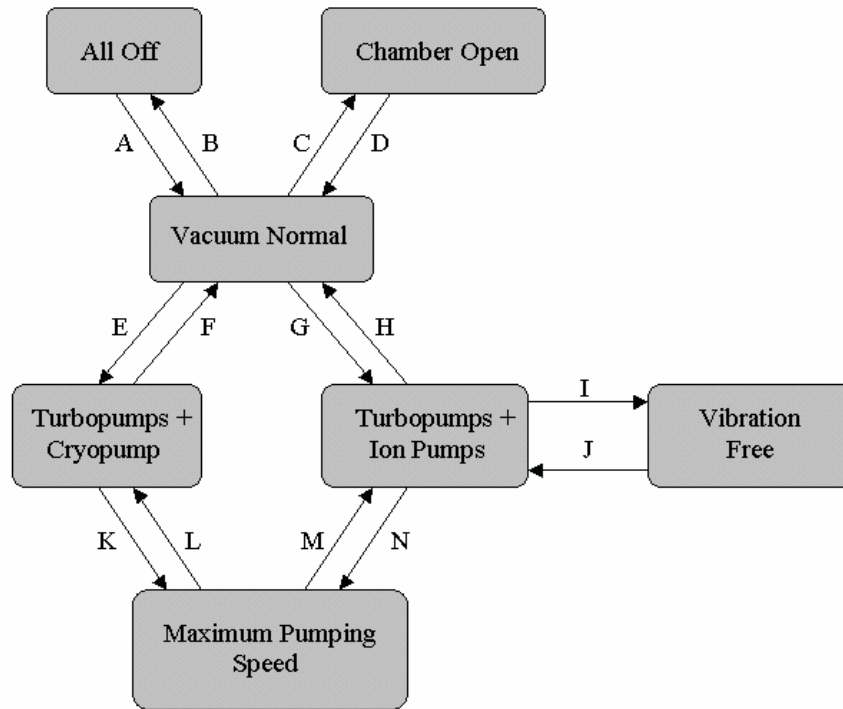 All Off
Chamber Open
A
B
C
D
Vacuum Normal
E
F
G
H
Turbopumps +
Cryopump
Turbopumps +
Ion Pumps
I
J
Vibration
Free
K
L
M
N
Maximum Pumping
Speed